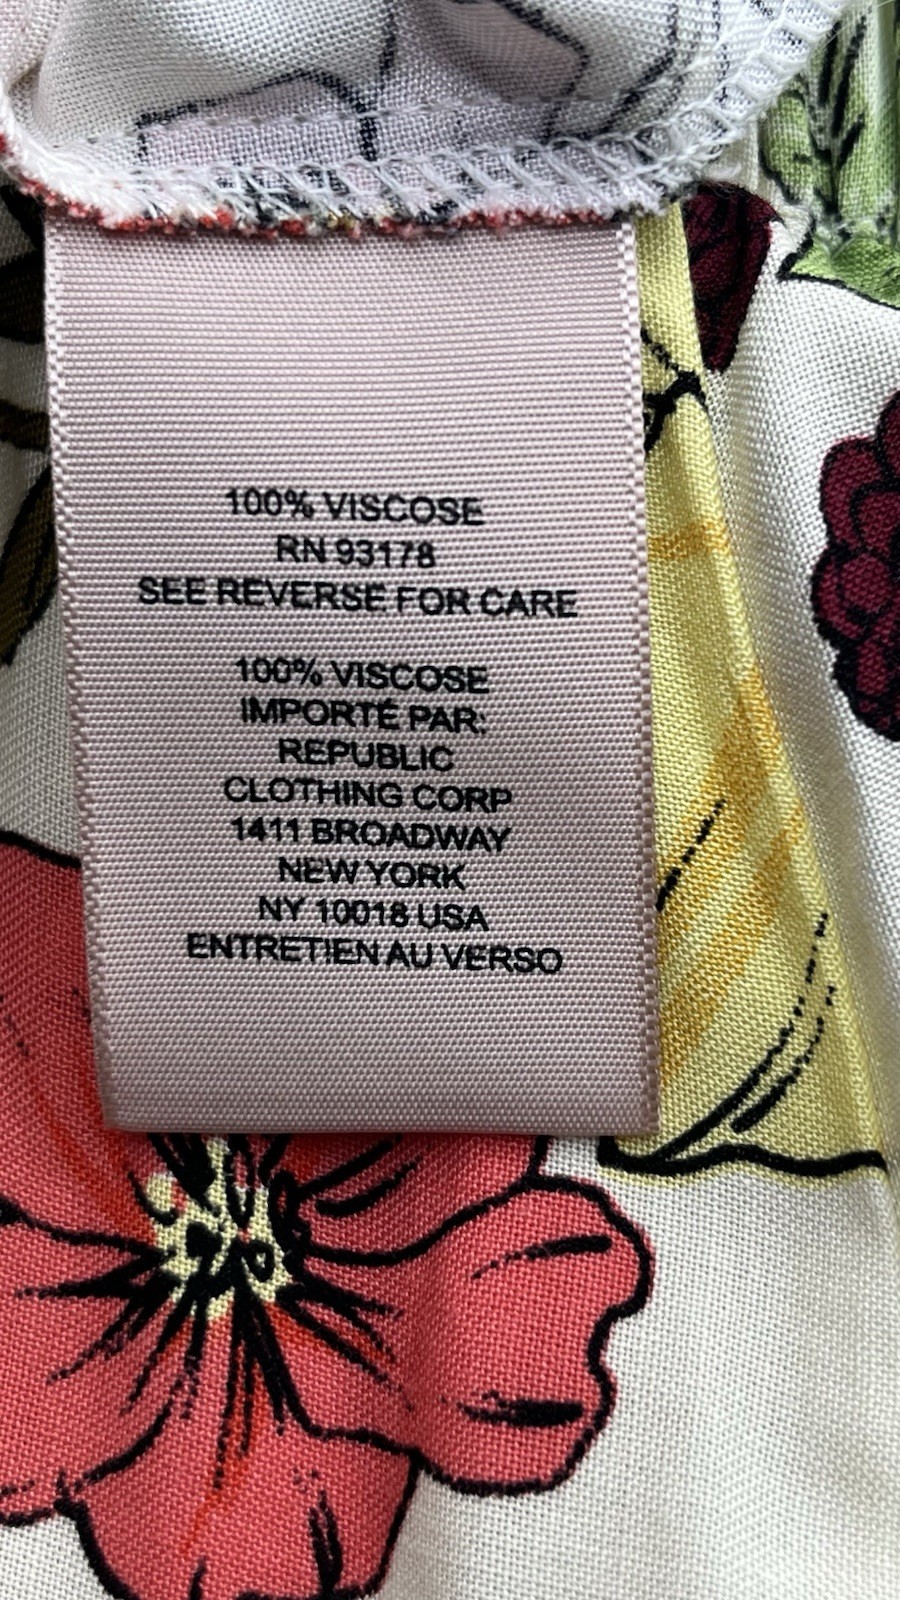 100% VISCOSE
RN 93178
SEE REVERSE FOR CARE
100% VISCOSE
IMPORTÉ PAR:
REPUBLIC
CLOTHING CORP
1411 BROADWAY
NEW YORK
NY 10018 USA
ENTRETIEN AU VERSO